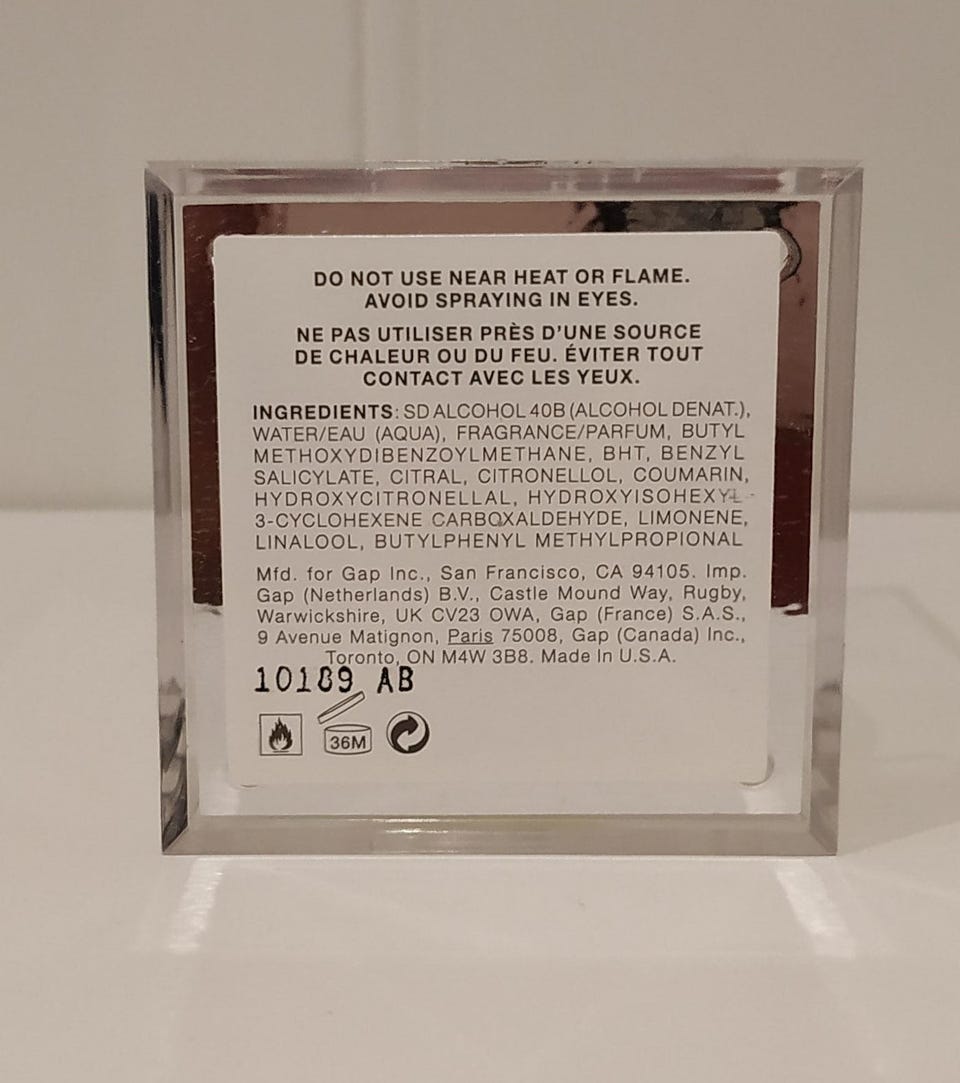 DO NOT USE NEAR HEAT OR FLAME.
AVOID SPRAYING IN EYES.
NE PAS UTILISER PRÈS D'UNE SOURCE
DE CHALEUR OU DU FEU. ÉVITER TOUT
CONTACT AVEC LES YEUX.
INGREDIENTS: SD ALCOHOL 40B (ALCOHOL DENAT.),
WATER/EAU (AQUA), FRAGRANCE/PARFUM, BUTYL
METHOXYDIBENZOYLMETHANE, BHT, BENZYL
SALICYLATE, CITRAL, CITRONELLOL, COUMARIN,
HYDROXYCITRONELLAL, HYDROXYISOHEXYL
3-CYCLOHEXENE CARBOXALDEHYDE, LIMONENE,
LINALOOL, BUTYLPHENYL METHYLPROPIONAL
Mfd. for Gap Inc., San Francisco, CA 94105. Imp.
Gap (Netherlands) B.V., Castle Mound Way, Rugby,
Warwickshire, UK CV23 OWA, Gap (France) S.A.S.,
9 Avenue Matignon, Paris 75008, Gap (Canada) Inc.,
Toronto, ON M4W 3B8. Made In U.S.A.
10189 AB
36M